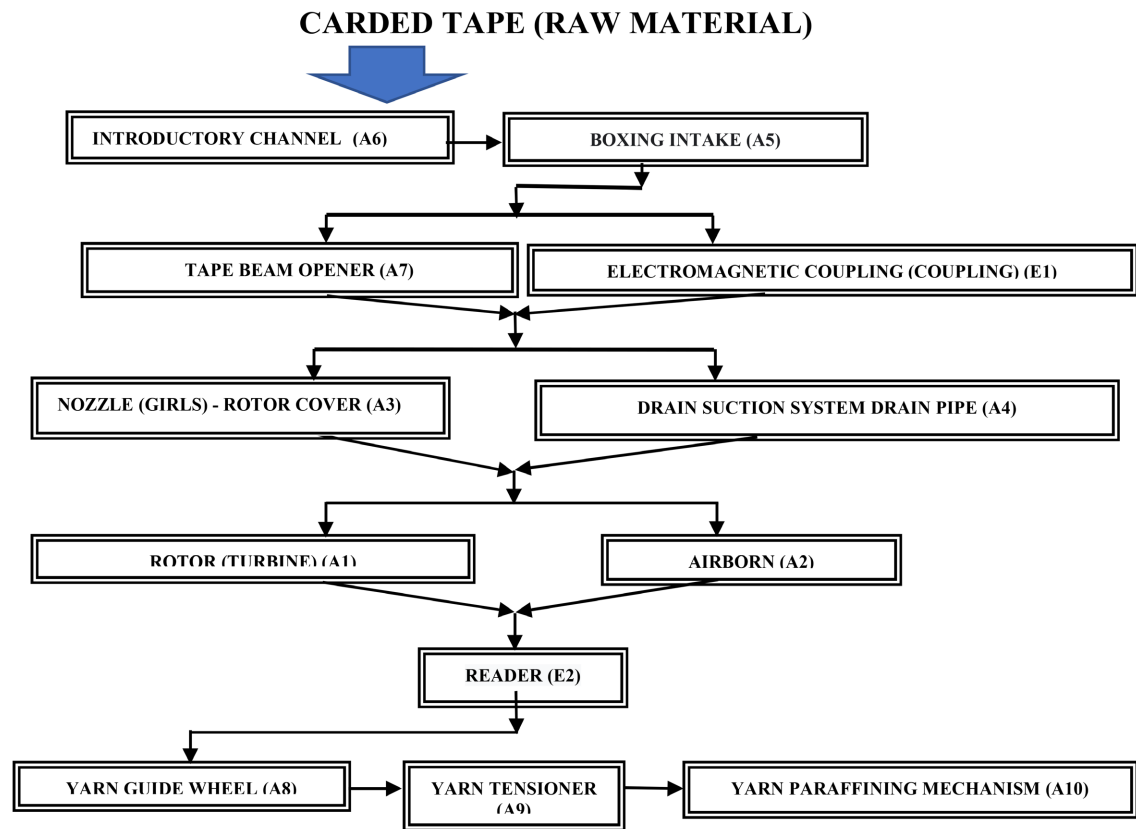 CARDED TAPE (RAW MATERIAL)
INTRODUCTORY CHANNEL (A6)
BOXING INTAKE (A5)
TAPE BEAM OPENER (A7)
ELECTROMAGNETIC COUPLING (COUPLING) (E1)
NOZZLE (GIRLS) - ROTOR COVER (A3)
DRAIN SUCTION SYSTEM DRAIN PIPE (A4)
ROTOR (TURBINE) (A1)
AIRBORN (A2)
READER (E2)
YARN GUIDE WHEEL (A8)
YARN TENSIONER
(A9)
YARN PARAFFINING MECHANISM (A10)